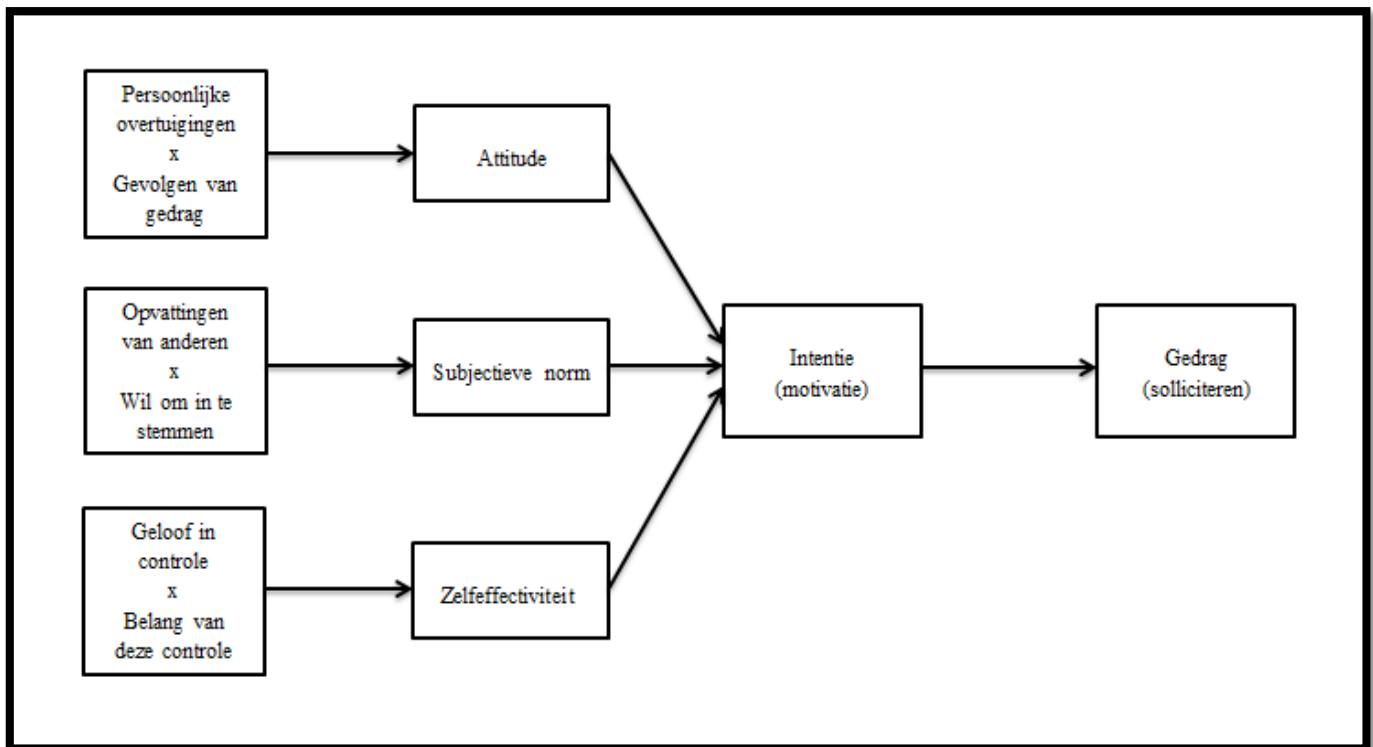 Persoonlijke
overtuigingen
x
Gevolgen van
gedrag
Attitude
Opvattingen
van anderen
x
Wil om in te
stemmen
Subjectieve norm
Intentie
(motivatie)
Gedrag
(solliciteren)
Geloof in
controle
x
Belang van
deze controle
Zelfeffectiviteit